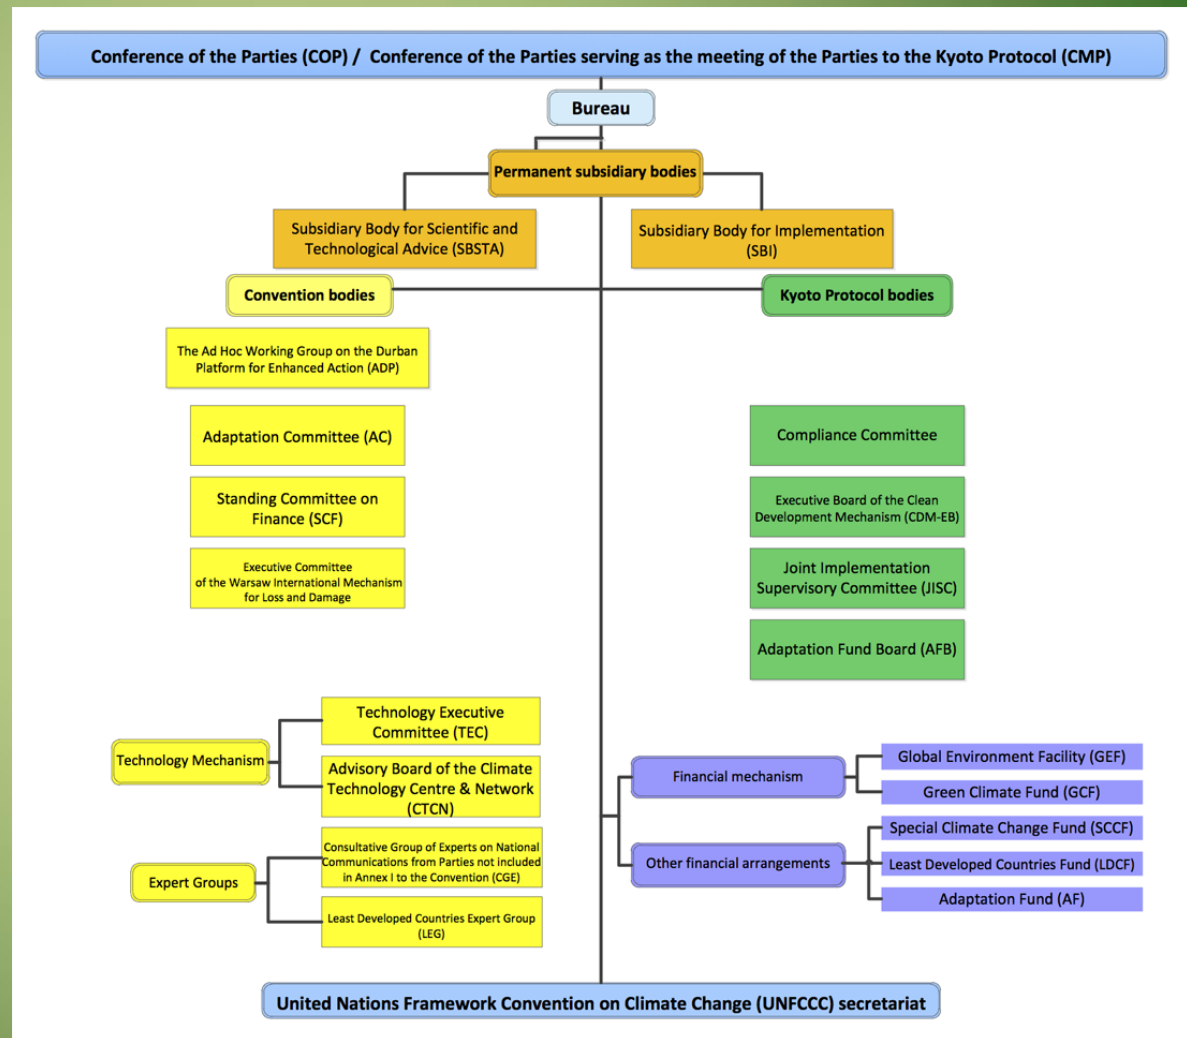 Conference of the Parties (COP) / Conference of the Parties serving as the meeting of the Parties to the Kyoto Protocol (CMP)
Bureau
Permanent subsidiary bodies
Subsidiary Body for Scientific and
Technological Advice (SBSTA)
Subsidiary Body for Implementation
(SBI)
Convention bodies
Kyoto Protocol bodies
The Ad Hoc Working Group on the Durban
Platform for Enhanced Action (ADP)
Adaptation Committee (AC)
Standing Committee on
Finance (SCF)
Executive Committee
of the Warsaw International Mechanism
for Loss and Damage
Compliance Committee
Executive Board of the Clean
Development Mechanism (CDM-EB)
Joint Implementation
Supervisory Committee (JISC)
Adaptation Fund Board (AFB)
Technology Mechanism
Technology Executive
Committee (TEC)
Advisory Board of the Climate
Technology Centre & Network
(CTCN)
Expert Groups
Consultative Group of Experts on National
Communications from Parties not included
in Annex I to the Convention (CGE)
Least Developed Countries Expert Group
(LEG)
Financial mechanism
Global Environment Facility (GEF)
Green Climate Fund (GCF)
Other financial arrangements
Special Climate Change Fund (SCCF)
Least Developed Countries Fund (LDCF)
Adaptation Fund (AF)
United Nations Framework Convention on Climate Change (UNFCCC) secretariat